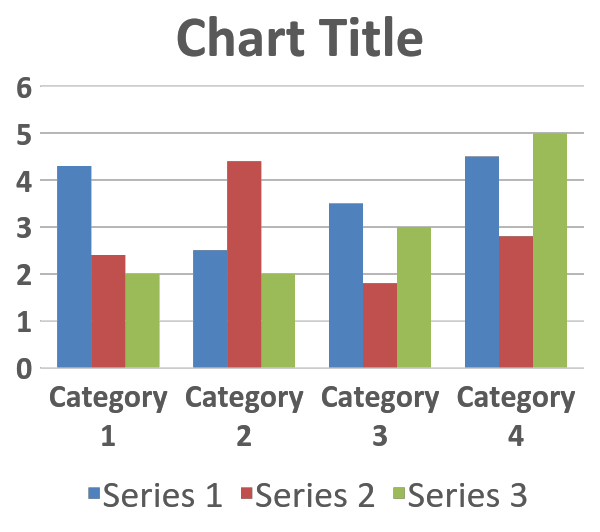 Chart Title
6
5
4
3
2
1
0
Category 1
Category 2
Category 3
Category 4
Series 1 Series 2 Series 3